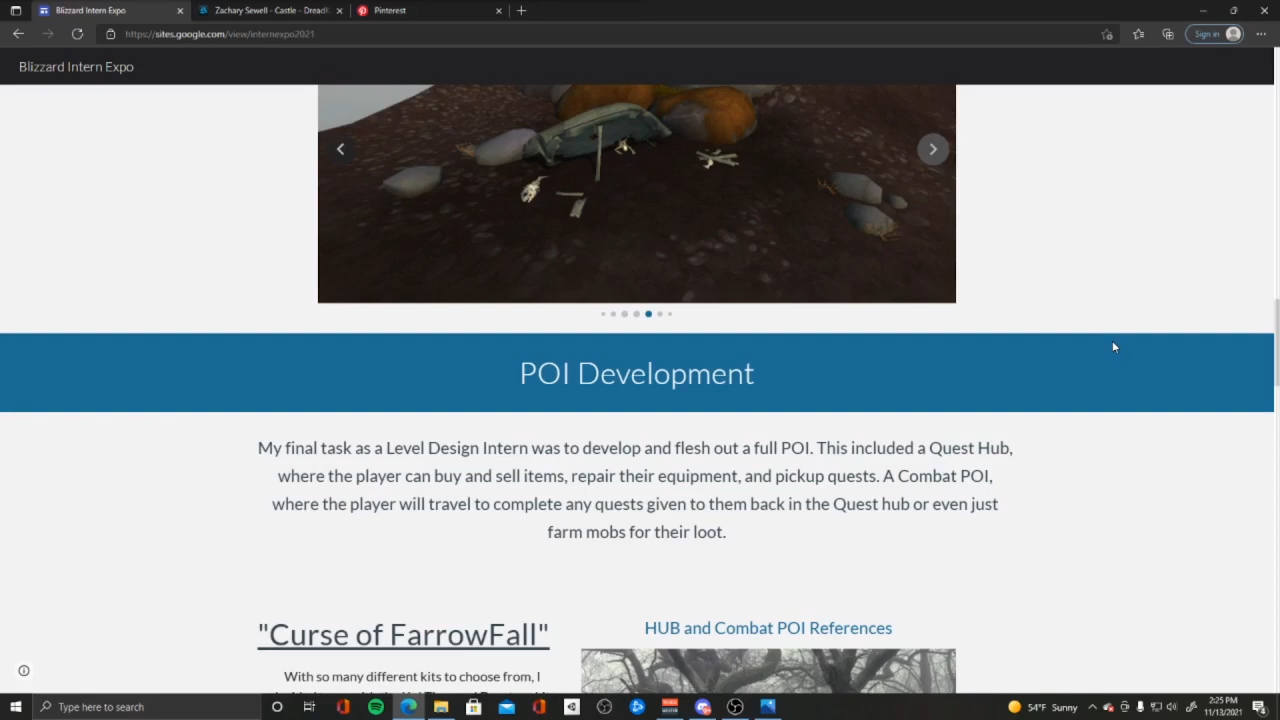 Blizzard Intern Expo
Zachary Sewell - Castle - Dread
Pinterest
https://sites.google.com/view/internexpo2021
Sign in
Blizzard Intern Expo
POI Development
My final task as a Level Design Intern was to develop and flesh out a full POI. This included a Quest Hub,
where the player can buy and sell items, repair their equipment, and pickup quests. A Combat POI,
where the player will travel to complete any quests given to them back in the Quest hub or even just
farm mobs for their loot.
"Curse of FarrowFall"
HUB and Combat POI References
With so many different kits to choose from, I
Type here to search
54°F Sunny
2:25 PM
11/13/2021